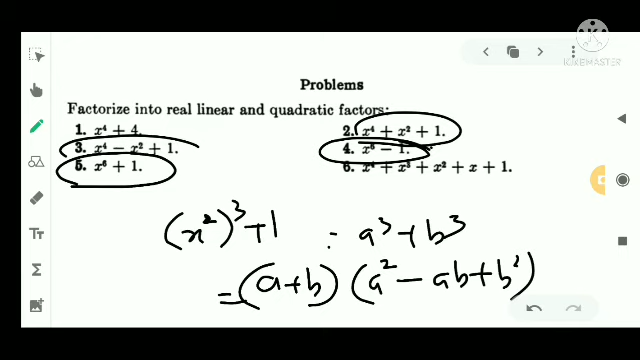 KINEMASTER
Problems
Factorize into real linear and quadratic factors:
1. x⁴ + 4.
2. x⁴ + x² + 1.
3. x⁴ − x² + 1.
4. x⁶ − 1.
5. x⁶ + 1.
6. x⁴ + x³ + x² + x + 1.
(x²)³ + 1 : a³ + b³
= (a + b) (a² − ab + b²)
Tt
Σ